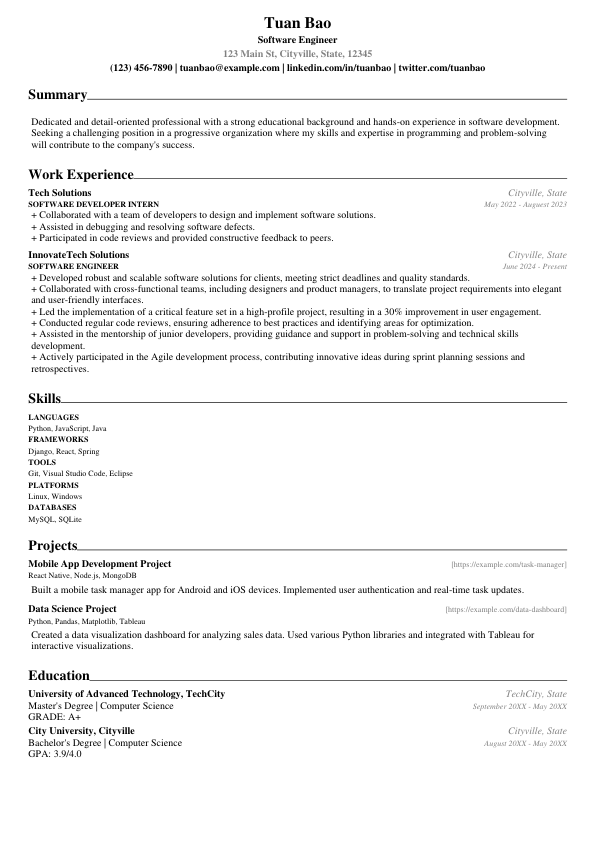 Tuan Bao
Software Engineer
123 Main St, Cityville, State, 12345
(123) 456-7890 | tuanbao@example.com | linkedin.com/in/tuanbao | twitter.com/tuanbao
Summary
Dedicated and detail-oriented professional with a strong educational background and hands-on experience in software development.
Seeking a challenging position in a progressive organization where my skills and expertise in programming and problem-solving
will contribute to the company's success.
Work Experience
Tech Solutions Cityville, State
SOFTWARE DEVELOPER INTERN May 2022 - Auguest 2023
+ Collaborated with a team of developers to design and implement software solutions.
+ Assisted in debugging and resolving software defects.
+ Participated in code reviews and provided constructive feedback to peers.
InnovateTech Solutions Cityville, State
SOFTWARE ENGINEER June 2024 - Present
+ Developed robust and scalable software solutions for clients, meeting strict deadlines and quality standards.
+ Collaborated with cross-functional teams, including designers and product managers, to translate project requirements into elegant
and user-friendly interfaces.
+ Led the implementation of a critical feature set in a high-profile project, resulting in a 30% improvement in user engagement.
+ Conducted regular code reviews, ensuring adherence to best practices and identifying areas for optimization.
+ Assisted in the mentorship of junior developers, providing guidance and support in problem-solving and technical skills
development.
+ Actively participated in the Agile development process, contributing innovative ideas during sprint planning sessions and
retrospectives.
Skills
LANGUAGES
Python, JavaScript, Java
FRAMEWORKS
Django, React, Spring
TOOLS
Git, Visual Studio Code, Eclipse
PLATFORMS
Linux, Windows
DATABASES
MySQL, SQLite
Projects
Mobile App Development Project [https://example.com/task-manager]
React Native, Node.js, MongoDB
Built a mobile task manager app for Android and iOS devices. Implemented user authentication and real-time task updates.
Data Science Project [https://example.com/data-dashboard]
Python, Pandas, Matplotlib, Tableau
Created a data visualization dashboard for analyzing sales data. Used various Python libraries and integrated with Tableau for
interactive visualizations.
Education
University of Advanced Technology, TechCity TechCity, State
Master's Degree | Computer Science September 20XX - May 20XX
GRADE: A+
City University, Cityville Cityville, State
Bachelor's Degree | Computer Science August 20XX - May 20XX
GPA: 3.9/4.0